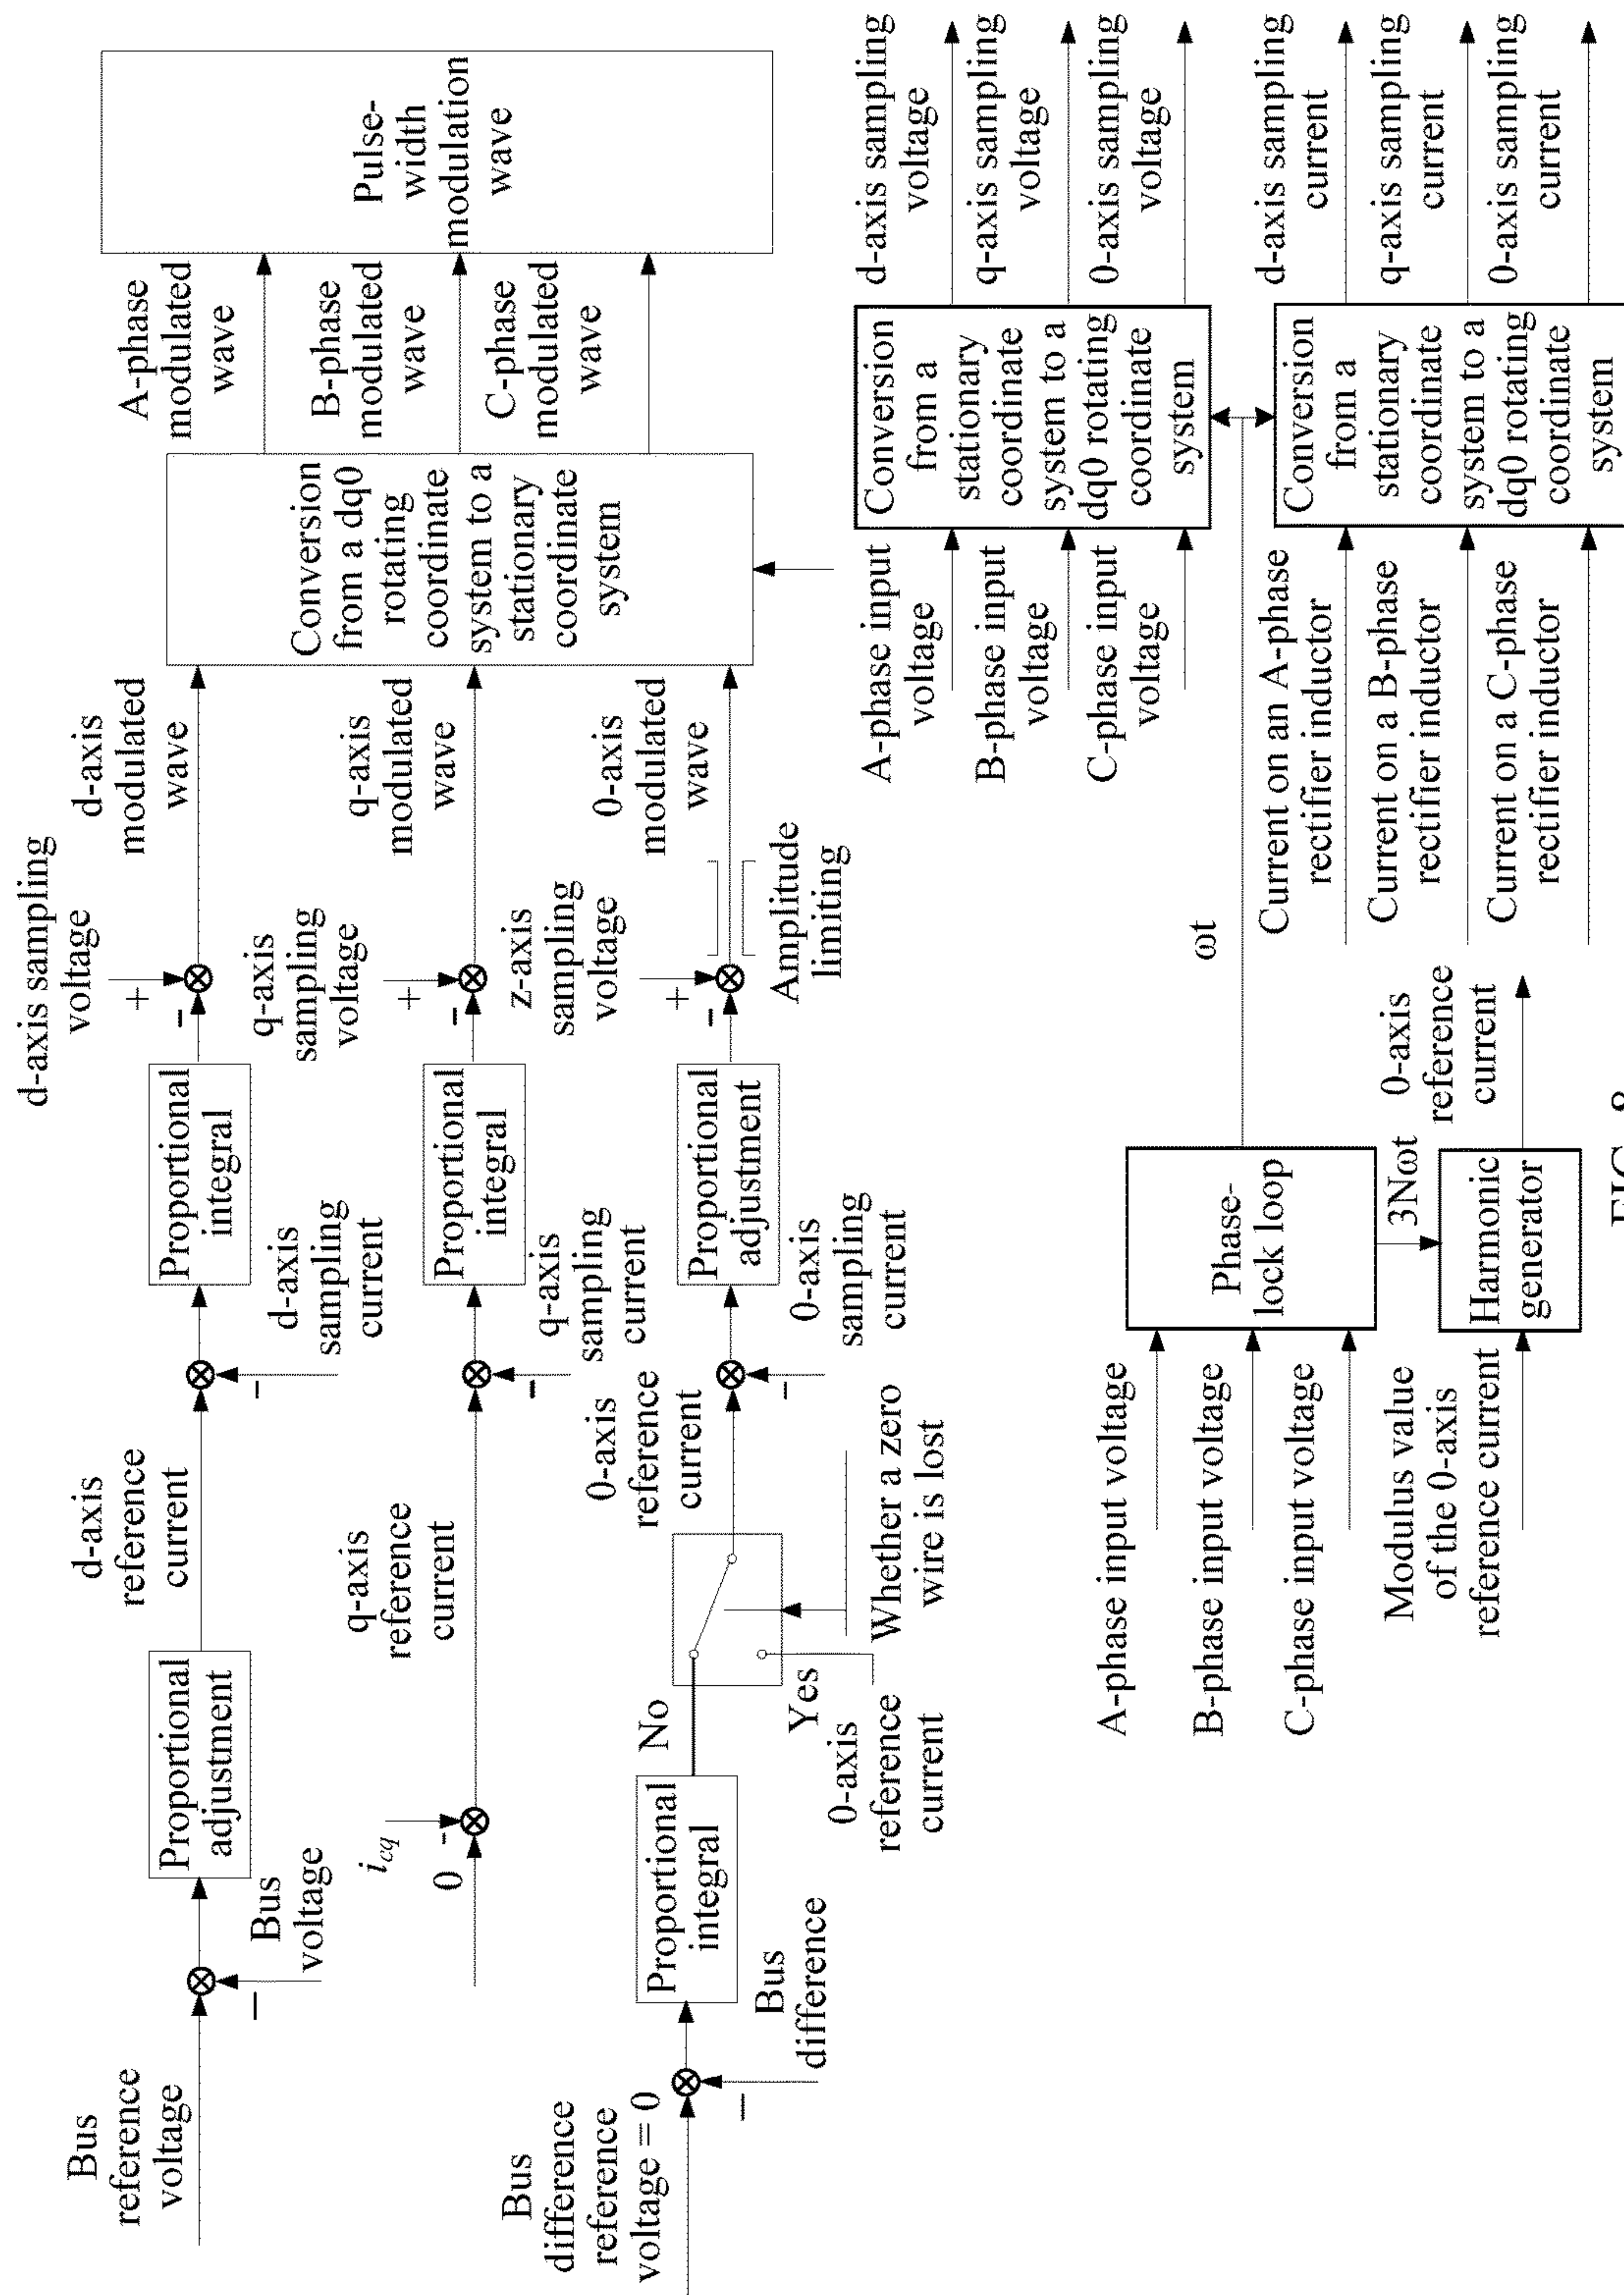 Bus
reference
voltage
Bus
voltage
–
Proportional
adjustment
d-axis
reference
current
d-axis
sampling
current
–
Proportional
integral
d-axis sampling
voltage
+
–
d-axis
modulated
wave
i_cq
0
-
q-axis
reference
current
q-axis
sampling
current
–
Proportional
integral
q-axis
sampling
voltage
+
–
q-axis
modulated
wave
Bus
difference
reference
voltage = 0
Bus
difference
–
Proportional
integral
No
Yes
0-axis
reference
current
Whether a zero
wire is lost
0-axis
reference
current
0-axis
sampling
current
–
Proportional
adjustment
z-axis
sampling
voltage
+
–
Amplitude
limiting
0-axis
modulated
wave
Conversion
from a dq0
rotating
coordinate
system to a
stationary
coordinate
system
A-phase
modulated
wave
B-phase
modulated
wave
C-phase
modulated
wave
Pulse-
width
modulation
wave
A-phase input voltage
B-phase input voltage
C-phase input voltage
Phase-
lock loop
3Nωt
Modulus value
of the 0-axis
reference current
Harmonic
generator
0-axis
reference
current
ωt
A-phase input
voltage
B-phase input
voltage
C-phase input
voltage
Conversion
from a
stationary
coordinate
system to a
dq0 rotating
coordinate
system
d-axis sampling
voltage
q-axis sampling
voltage
0-axis sampling
voltage
Current on an A-phase
rectifier inductor
Current on a B-phase
rectifier inductor
Current on a C-phase
rectifier inductor
Conversion
from a
stationary
coordinate
system to a
dq0 rotating
coordinate
system
d-axis sampling
current
q-axis sampling
current
0-axis sampling
current
FIG. 8